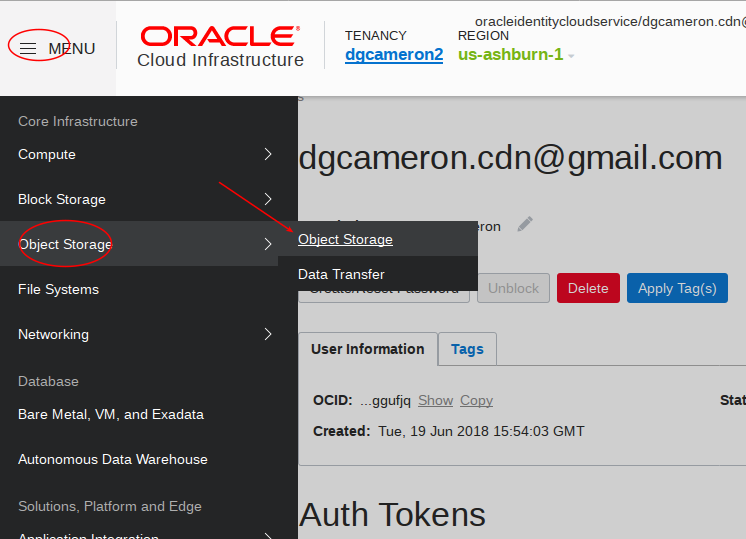 oracleidentitycloudservice/dgcameron.cdn@
MENU
ORACLE®
Cloud Infrastructure
TENANCY
dgcameron2
REGION
us-ashburn-1
Core Infrastructure
Compute
Block Storage
Object Storage
File Systems
Networking
Database
Bare Metal, VM, and Exadata
Autonomous Data Warehouse
Solutions, Platform and Edge
Application Integration
Object Storage
Data Transfer
dgcameron.cdn@gmail.com
eron
Create/Reset Password
Unblock
Delete
Apply Tag(s)
User Information
Tags
OCID: ...ggufjq Show Copy
Stat
Created: Tue, 19 Jun 2018 15:54:03 GMT
Auth Tokens